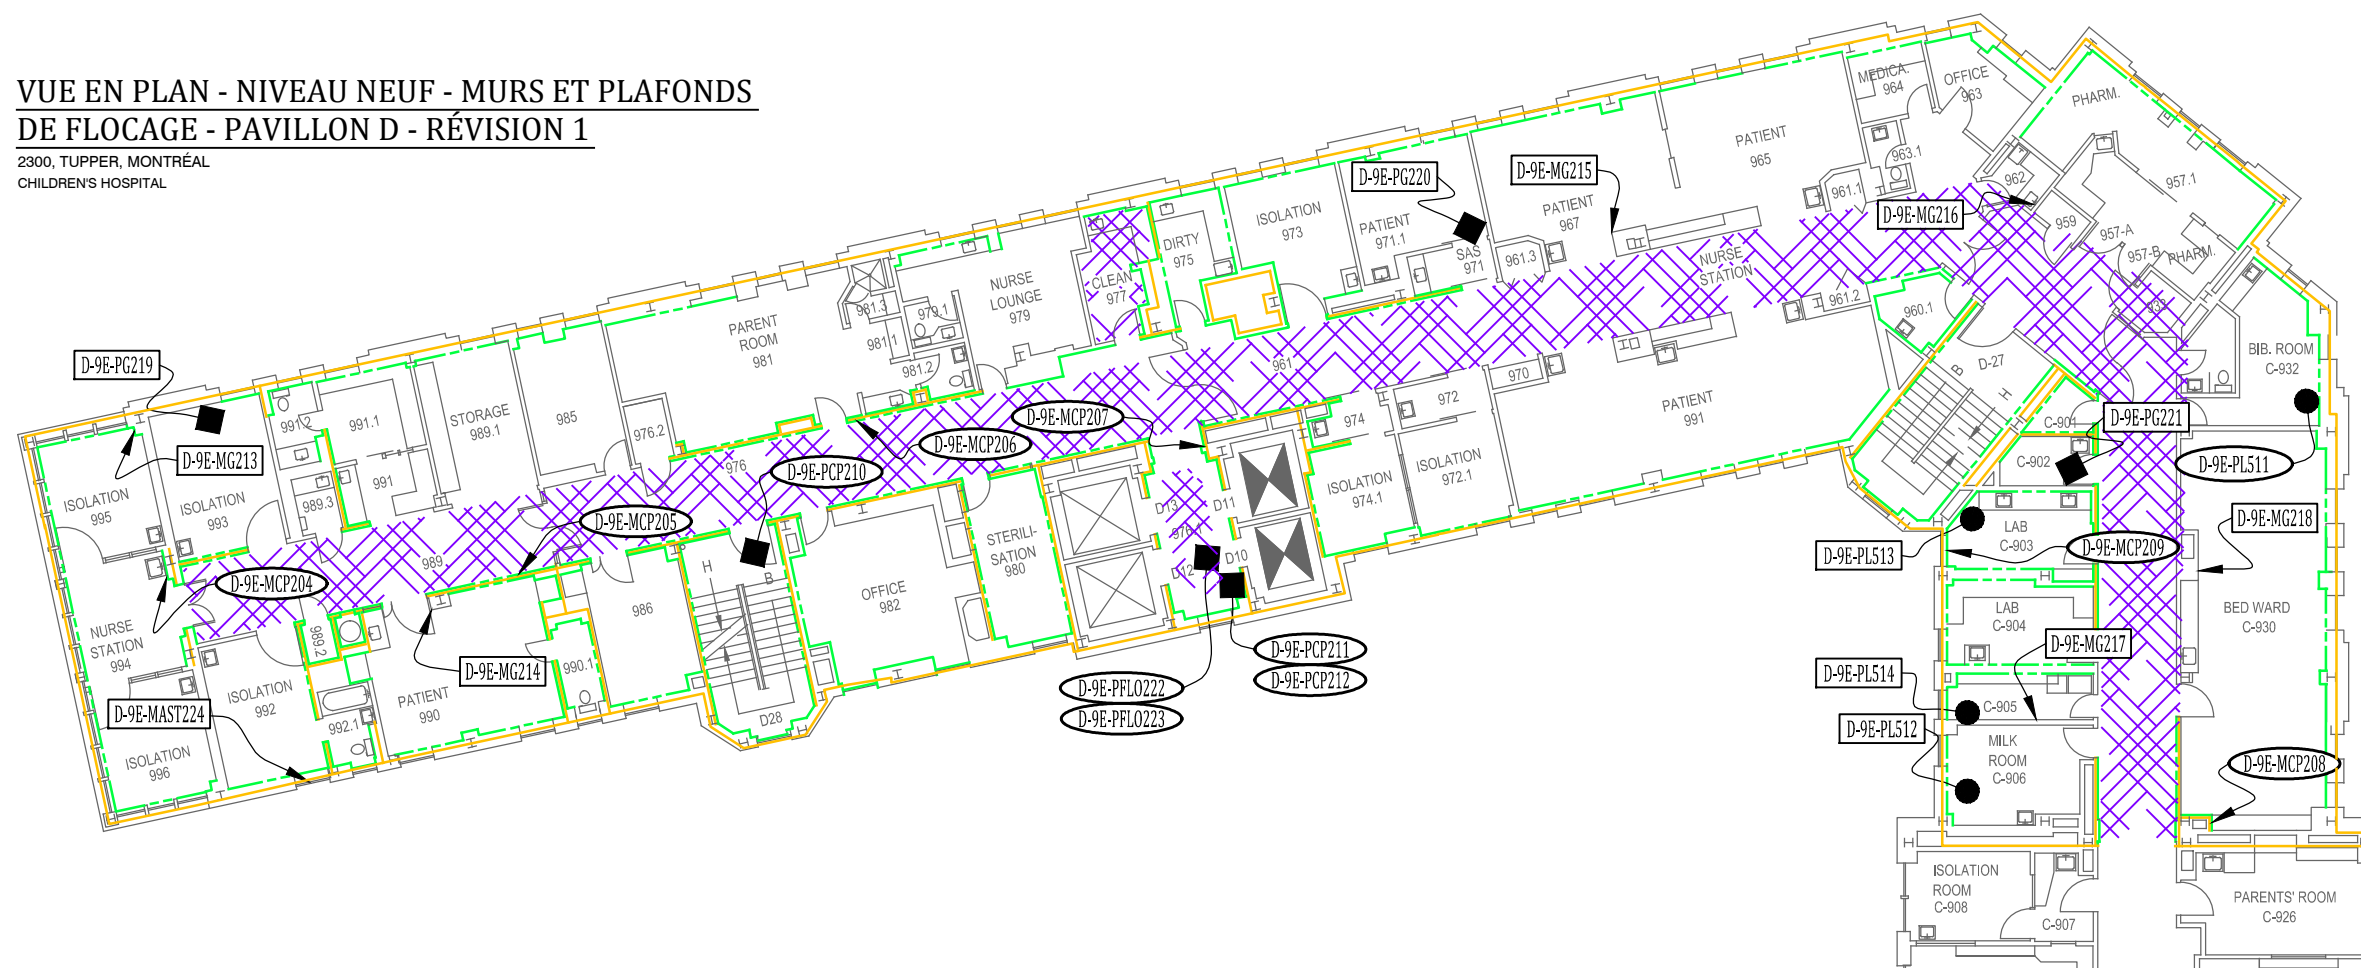 VUE EN PLAN - NIVEAU NEUF - MURS ET PLAFONDS
DE FLOCAGE - PAVILLON D - RÉVISION 1
2300, TUPPER, MONTRÉAL
CHILDREN'S HOSPITAL
D-9E-PG219
D-9E-MG213
ISOLATION
995
ISOLATION
993
991.2
991.1
991
989.3
STORAGE
989.1
985
976.2
PARENT
ROOM
981
981.3
981.1
981.2
979.1
NURSE
LOUNGE
979
CLEAN
977
DIRTY
975
ISOLATION
973
PATIENT
971.1
SAS
971
D-9E-PG220
D-9E-MG215
PATIENT
967
961.3
PATIENT
965
NURSE
STATION
961.1
961.2
MEDICA.
964
OFFICE
963
963.1
962
D-9E-MG216
PHARM.
957.1
959
957-A
957-B
PHARM.
933
960.1
D-27
B
H
BIB. ROOM
C-932
C-901
C-902
D-9E-PG221
D-9E-PL511
LAB
C-903
D-9E-PL513
D-9E-MCP209
D-9E-MG218
LAB
C-904
BED WARD
C-930
D-9E-MG217
D-9E-PL514
C-905
D-9E-PL512
MILK
ROOM
C-906
D-9E-MCP208
ISOLATION
ROOM
C-908
C-907
PARENTS' ROOM
C-926
961
970
972
974
PATIENT
991
ISOLATION
974.1
ISOLATION
972.1
D-9E-MCP207
D-9E-MCP206
976
D-9E-PCP210
D-9E-MCP205
D13
D11
976.1
D10
D12
STERILI-
SATION
980
OFFICE
982
H
B
D28
986
989
D-9E-MCP204
NURSE
STATION
994
989.2
ISOLATION
992
992.1
PATIENT
990
990.1
D-9E-MG214
D-9E-MAST224
ISOLATION
996
D-9E-PCP211
D-9E-PCP212
D-9E-PFLO222
D-9E-PFLO223